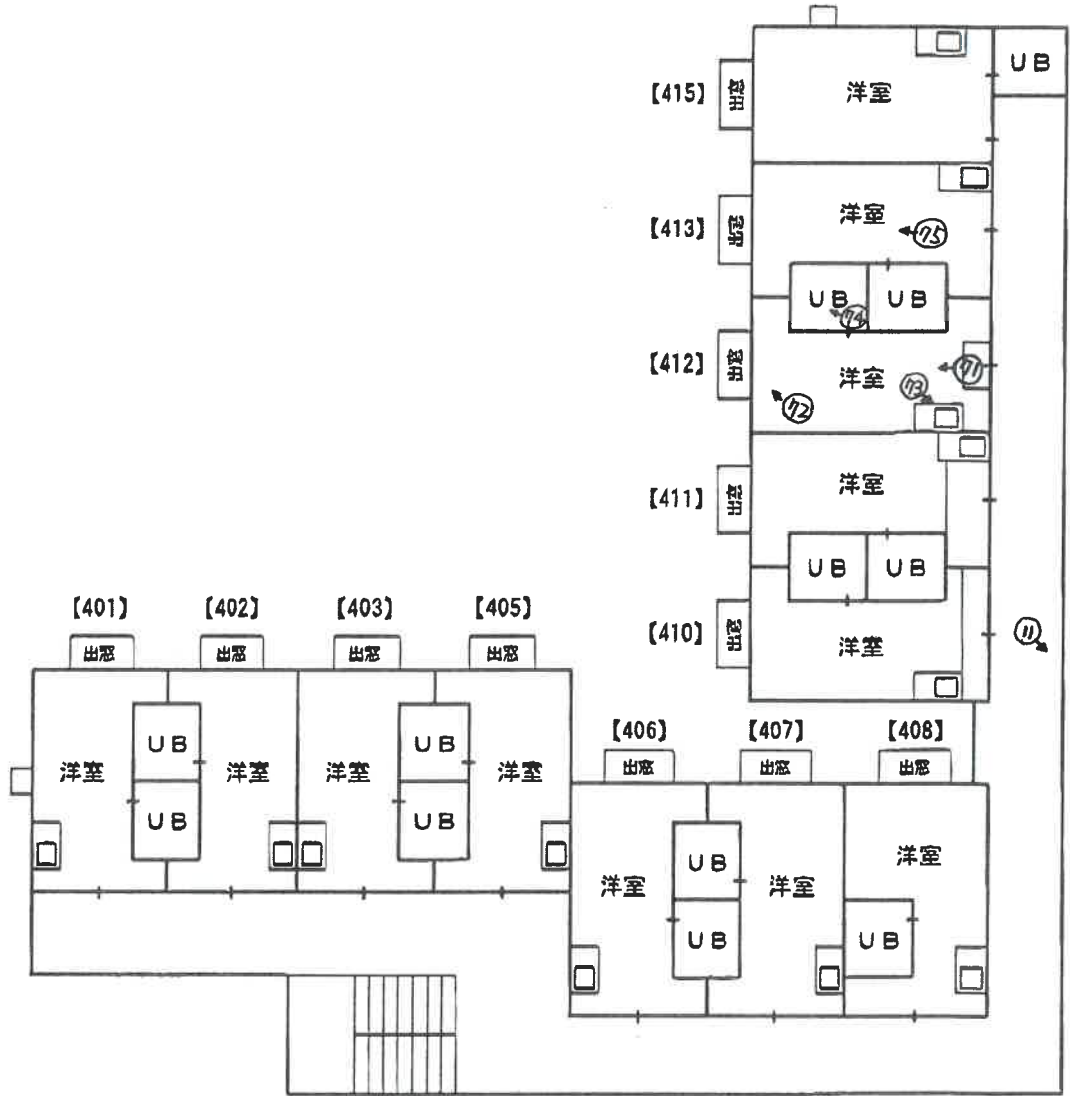 【415】
出窓
洋室
UB
【413】
出窓
洋室
75
UB
UB
74
【412】
出窓
洋室
71
73
72
【411】
出窓
洋室
UB
UB
【410】
出窓
洋室
11
【401】
【402】
【403】
【405】
出窓
出窓
出窓
出窓
洋室
UB
洋室
洋室
UB
洋室
UB
UB
【406】
【407】
【408】
出窓
出窓
出窓
洋室
UB
洋室
洋室
UB
UB